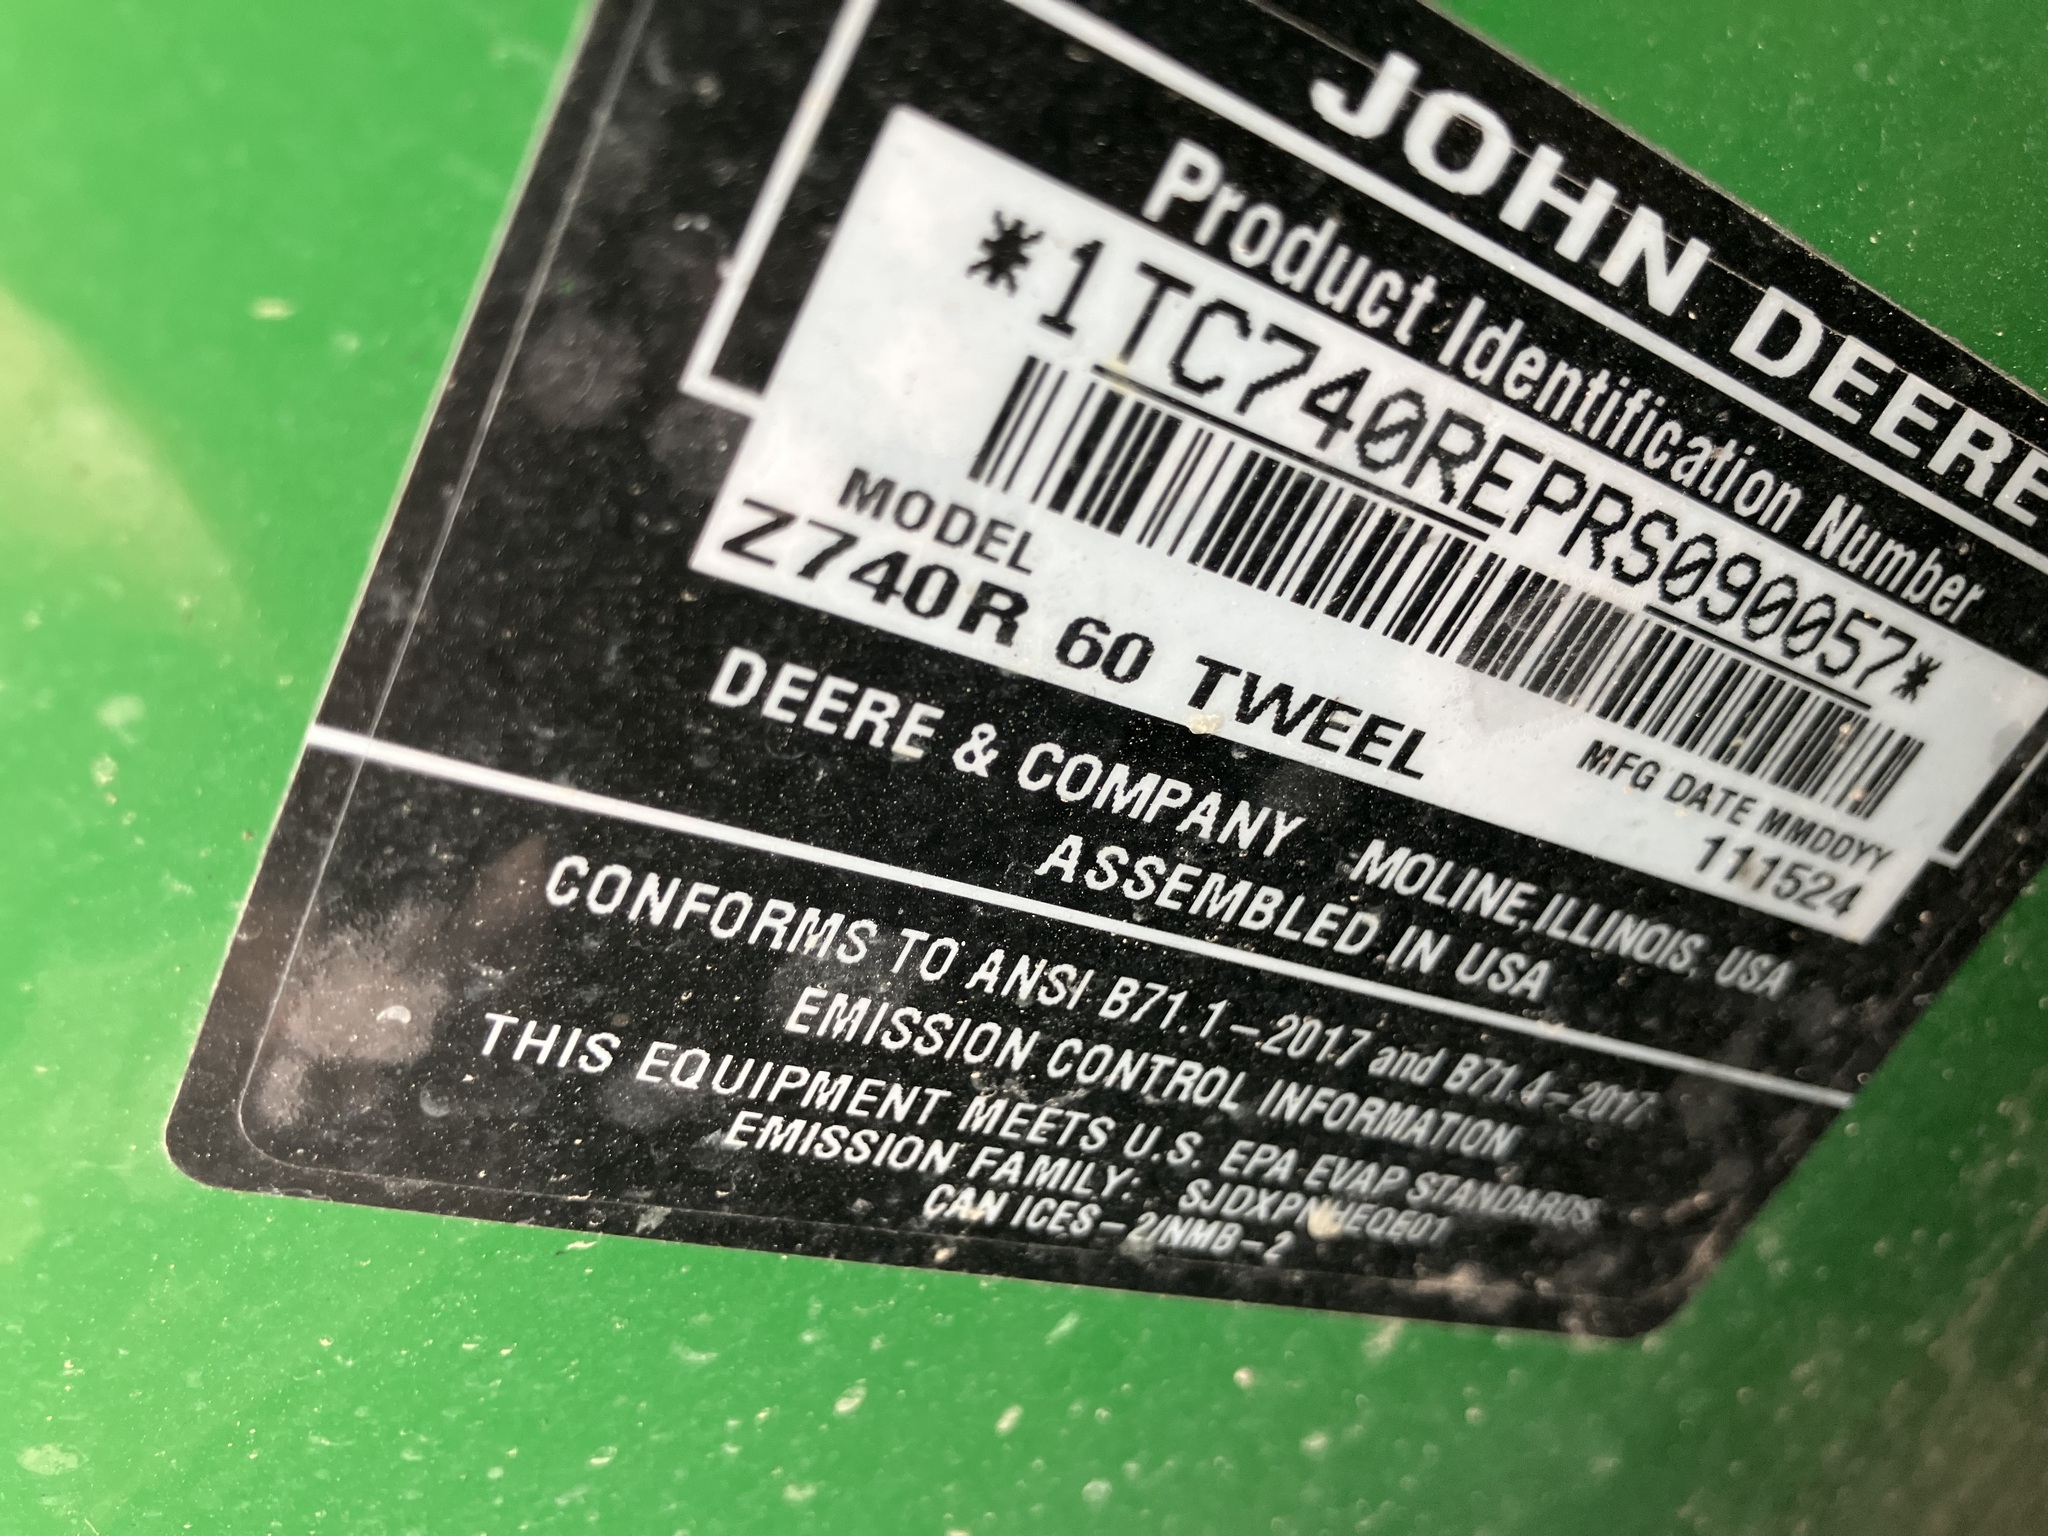 JOHN DEERE
Product Identification Number
*1TC740REPRS090057*
MODEL
Z740R 60 TWEEL
MFG DATE MMDDYY
111524
DEERE & COMPANY MOLINE, ILLINOIS, USA
ASSEMBLED IN USA
CONFORMS TO ANSI B71.1-2017 and B71.4-2017
EMISSION CONTROL INFORMATION
THIS EQUIPMENT MEETS U.S. EPA EVAP STANDARDS
EMISSION FAMILY: SJDXPNHEQE01
CAN ICES-2/NMB-2